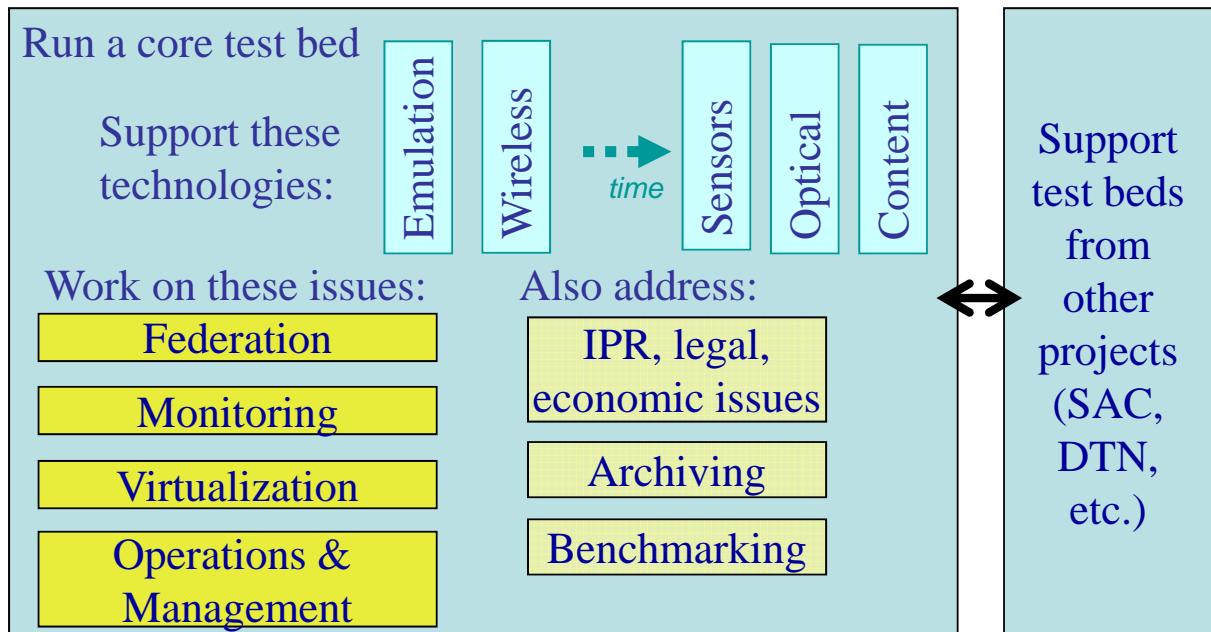 Run a core test bed
Support these
technologies:
Emulation
Wireless
time
Sensors
Optical
Content
Work on these issues:
Federation
Monitoring
Virtualization
Operations &
Management
Also address:
IPR, legal,
economic issues
Archiving
Benchmarking
Support
test beds
from
other
projects
(SAC,
DTN,
etc.)